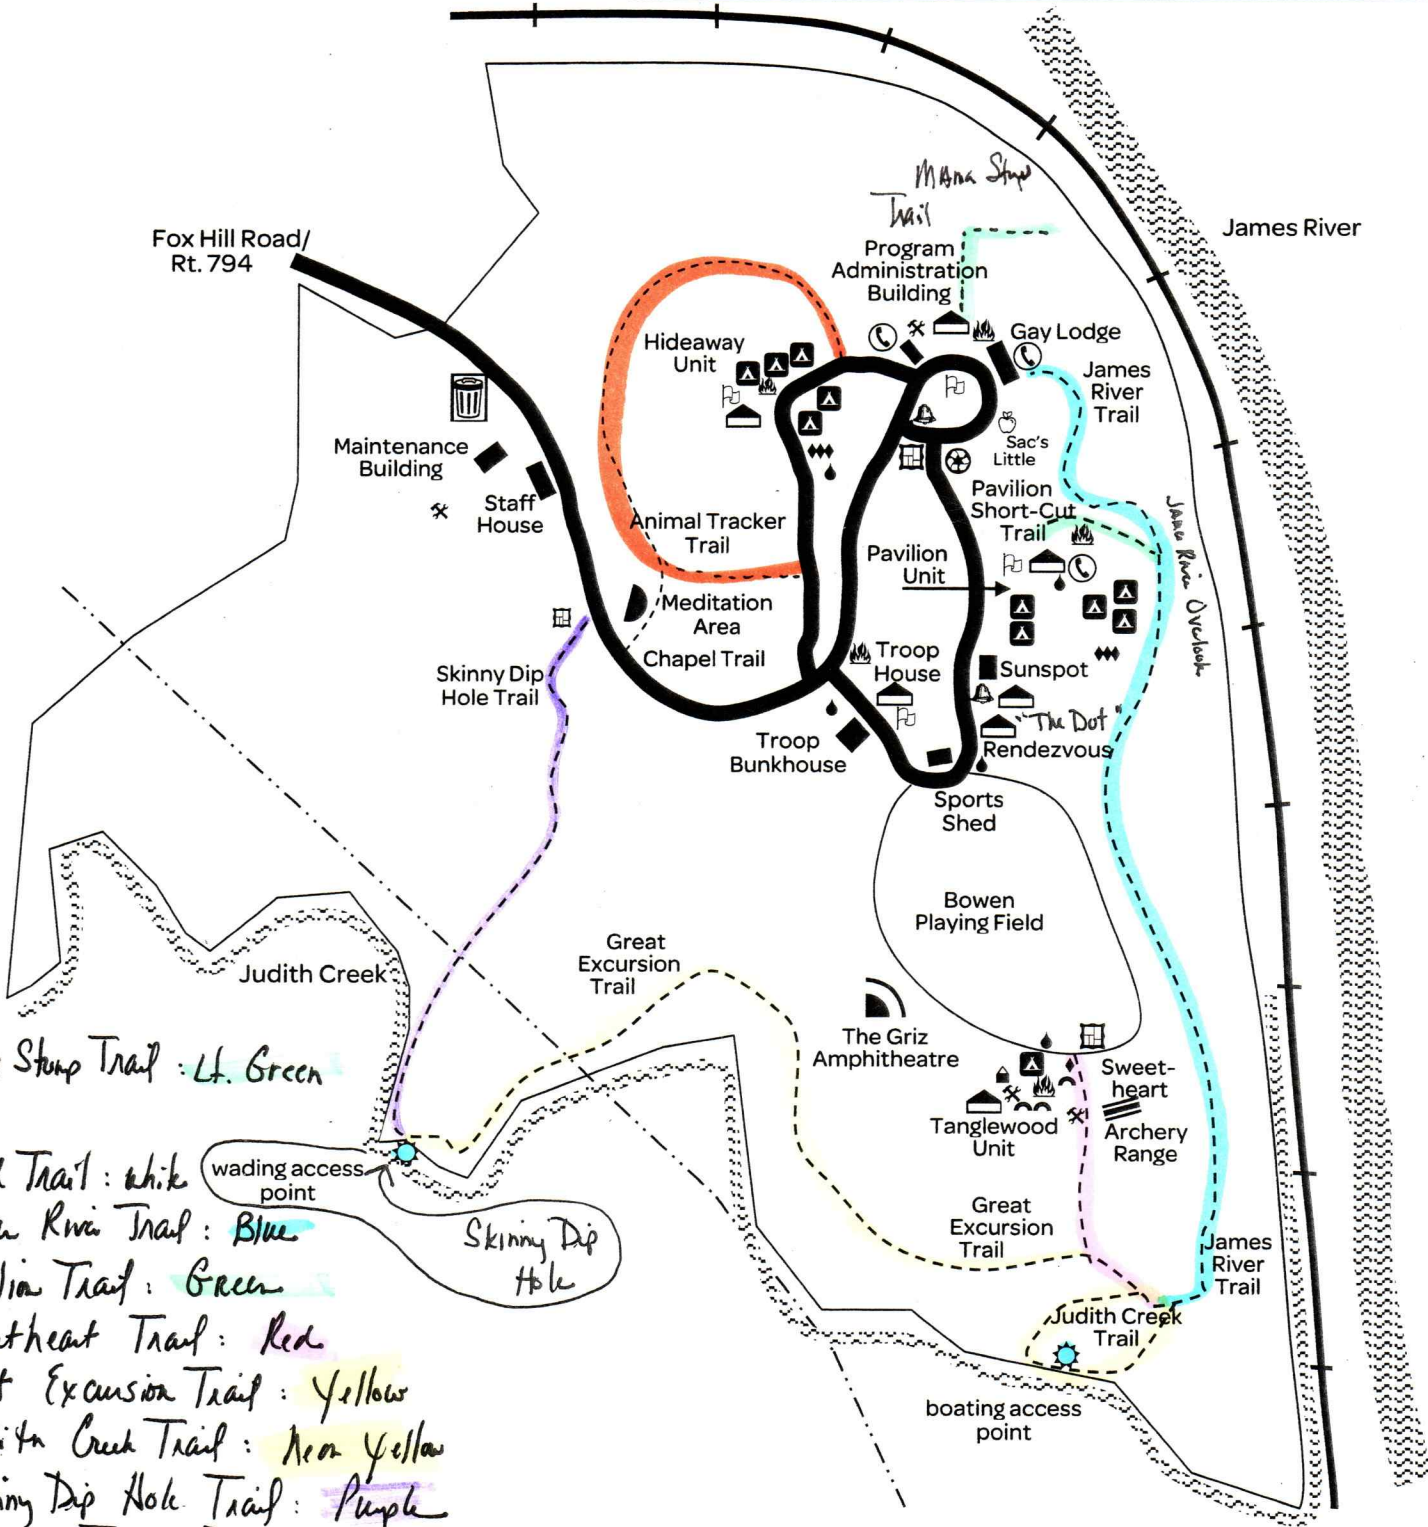 Trail
Fox Hill Road/
Rt. 794
James River
Program
Administration
Building
Gay Lodge
Hideaway
Unit
James
River
Trail
Sac's
Little
Maintenance
Building
Staff
House
Pavilion
Short-Cut
Trail
James River Overlook
Animal Tracker
Trail
Pavilion
Unit
Meditation
Area
Chapel Trail
Troop
House
Sunspot
Skinny Dip
Hole Trail
"The Dot"
Rendezvous
Troop
Bunkhouse
Sports
Shed
Bowen
Playing Field
Great
Excursion
Trail
Judith Creek
The Griz
Amphitheatre
Sweet-
heart
Tanglewood
Unit
Archery
Range
Great
Excursion
Trail
James
River
Trail
Judith Creek
Trail
boating access
point
wading access
point
Skinny Dip
Hole
Stump Trail : Lt. Green
Trail : white
River Trail : Blue
Trail : Green
Trail : Red
Excursion Trail : Yellow
Creek Trail : Neon Yellow
Dip Hole Trail : Purple